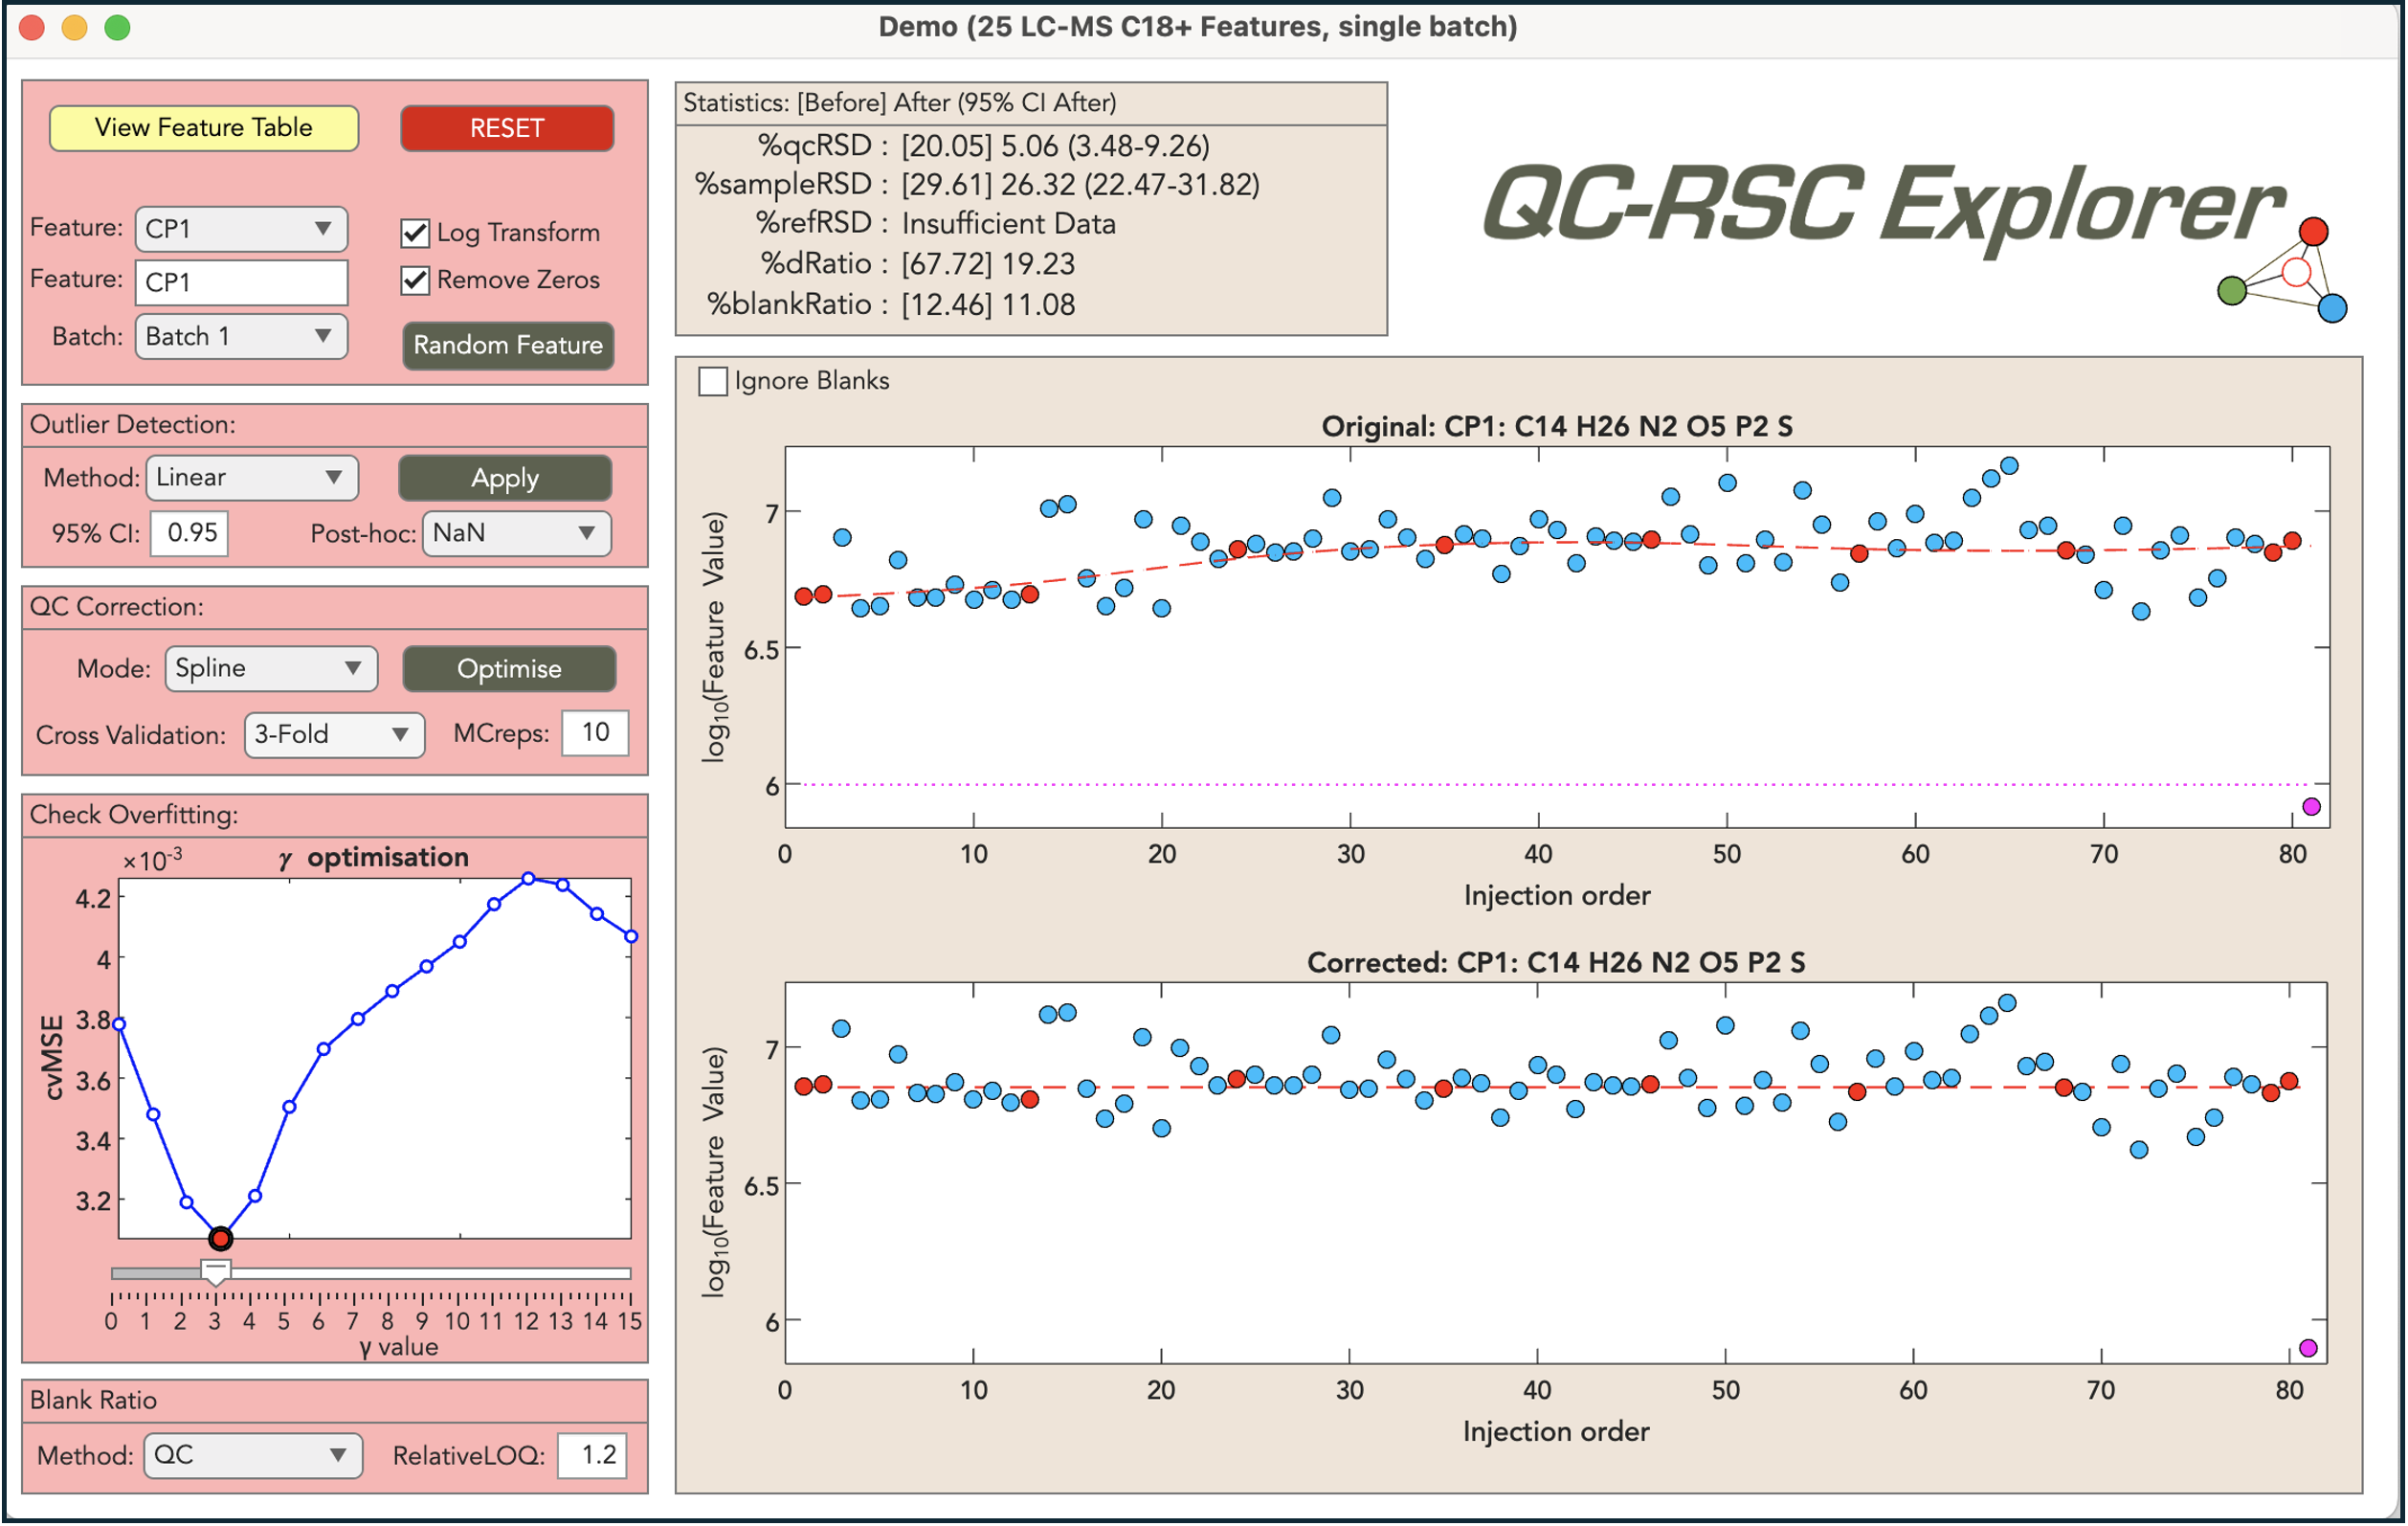 Demo (25 LC-MS C18+ Features, single batch)
View Feature Table
RESET
Feature: CP1
Log Transform
Feature: CP1
Remove Zeros
Batch: Batch 1
Random Feature
Outlier Detection:
Method: Linear
Apply
95% CI: 0.95
Post-hoc: NaN
QC Correction:
Mode: Spline
Optimise
Cross Validation: 3-Fold
MCreps: 10
Check Overfitting:
×10-3
γ optimisation
cvMSE
4.2
4
3.8
3.6
3.4
3.2
0 1 2 3 4 5 6 7 8 9 10 11 12 13 14 15
γ value
Blank Ratio
Method: QC
RelativeLOQ: 1.2
Statistics: [Before] After (95% CI After)
%qcRSD : [20.05] 5.06 (3.48-9.26)
%sampleRSD : [29.61] 26.32 (22.47-31.82)
%refRSD : Insufficient Data
%dRatio : [67.72] 19.23
%blankRatio : [12.46] 11.08
QC-RSC Explorer
Ignore Blanks
Original: CP1: C14 H26 N2 O5 P2 S
log10(Feature Value)
7
6.5
6
0 10 20 30 40 50 60 70 80
Injection order
Corrected: CP1: C14 H26 N2 O5 P2 S
log10(Feature Value)
7
6.5
6
0 10 20 30 40 50 60 70 80
Injection order